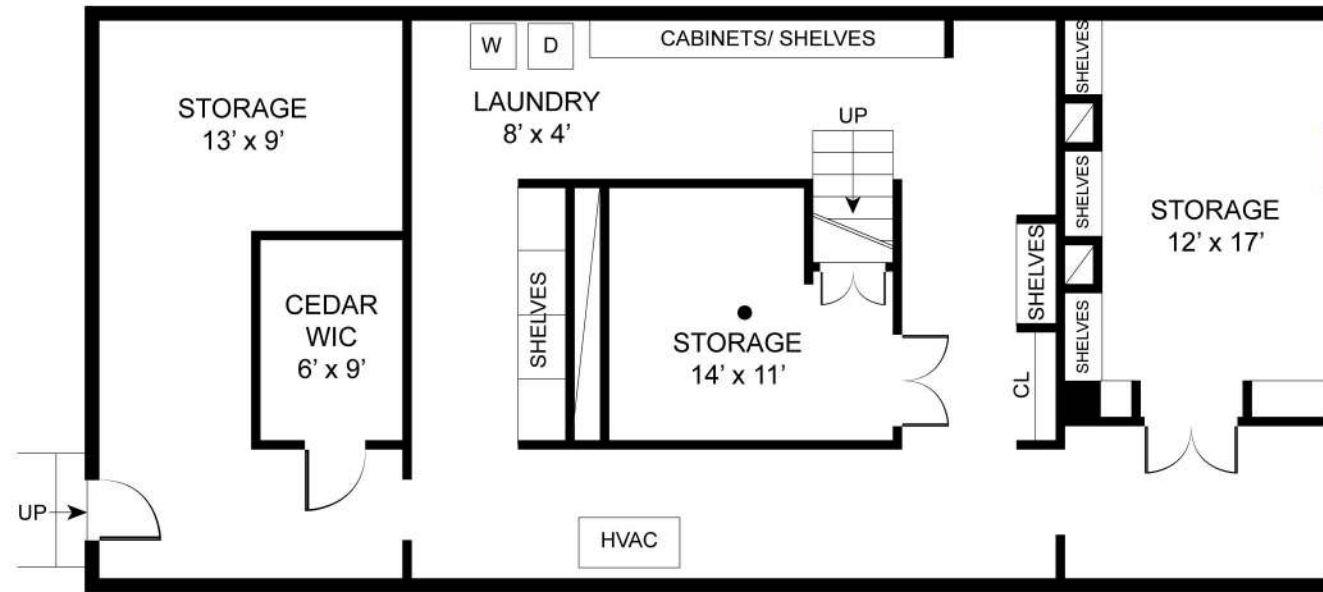 STORAGE
13’ x 9’
W
D
CABINETS/ SHELVES
LAUNDRY
8’ x 4’
UP
SHELVES
SHELVES
SHELVES
STORAGE
12’ x 17’
CEDAR
WIC
6’ x 9’
SHELVES
STORAGE
14’ x 11’
SHELVES
CL
UP
HVAC